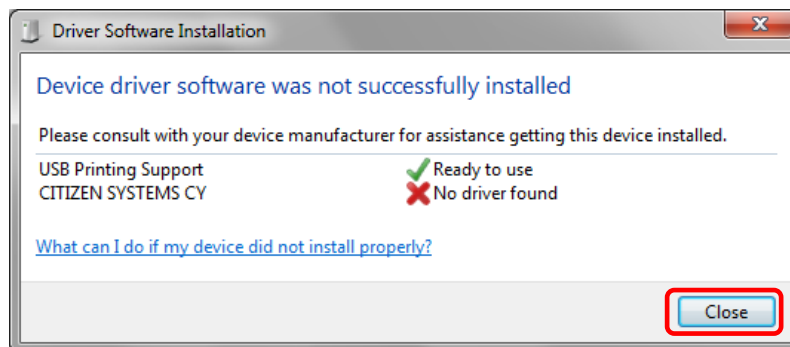 Driver Software Installation
Device driver software was not successfully installed
Please consult with your device manufacturer for assistance getting this device installed.
USB Printing Support Ready to use
CITIZEN SYSTEMS CY No driver found
What can I do if my device did not install properly?
Close